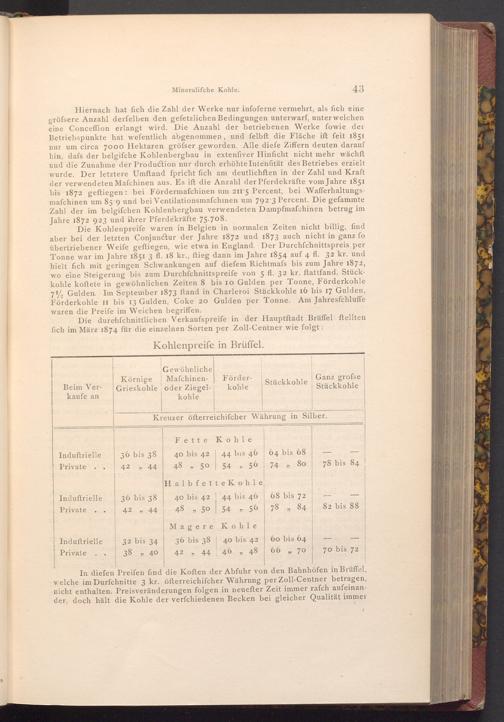 Mineralifche Kohle. 43
Hiernach hat fich die Zahl der Werke nur infoferne vermehrt, als fich eine
gröfsere Anzahl derfelben den gefetzlichen Bedingungen unterwarf, unter welchen
eine Conceffion erlangt wird. Die Anzahl der betriebenen Werke fowie der
Betriebspunkte hat wefentlich abgenommen, und felbft die Fläche ift feit 1851
nur um circa 7000 Hektaren gröfser geworden. Alle diefe Ziffern deuten darauf
hin, dafs der belgifche Kohlenbergbau in extenfiver Hinficht nicht mehr wächft
und die Zunahme der Production nur durch erhöhte Intenfität des Betriebes erzielt
wurde. Der letztere Umftand fpricht fich am deutlichften in der Zahl und Kraft
der verwendeten Mafchinen aus. Es ift die Anzahl der Pferdekräfte vom Jahre 1851
bis 1872 geftiegen: bei Fördermafchinen um 211·5 Percent, bei Wafferhaltungs-
mafchinen um 85·9 und bei Ventilationsmafchinen um 792·3 Percent. Die gefammte
Zahl der im belgifchen Kohlenbergbau verwendeten Dampfmafchinen betrug im
Jahre 1872 923 und ihrer Pferdekräfte 75.708.
Die Kohlenpreife waren in Belgien in normalen Zeiten nicht billig, find
aber bei der letzten Conjunctur der Jahre 1872 und 1873 auch nicht in ganz fo
übertriebener Weife geftiegen, wie etwa in England. Der Durchfchnittspreis per
Tonne war im Jahre 1851 3 fl. 18 kr., ftieg dann im Jahre 1854 auf 4 fl. 32 kr. und
hielt fich mit geringen Schwankungen auf diefem Richtmafs bis zum Jahre 1872,
wo eine Steigerung bis zum Durchfchnittspreife von 5 fl. 32 kr. ftattfand. Stück-
kohle koftete in gewöhnlichen Zeiten 8 bis 10 Gulden per Tonne, Förderkohle
Gulden. Im September 1873 ftand in Charleroi Stückkohle 16 bis 17 Gulden,
Förderkohle 11 bis 13 Gulden, Coke 20 Gulden per Tonne. Am Jahresfchluffe
waren die Preife im Weichen begriffen.
Die durchfchnittlichen Verkaufspreife in der Hauptftadt Brüffel ftellten
fich im März 1874 für die einzelnen Sorten per Zoll-Centner wie folgt:
Kohlenpreife in Brüffel.
Beim Ver-
kaufe an
Körnige
Grieskohle
Gewöhnliche
Mafchinen-
oder Ziegel-
kohle
Förder-
kohle
Stückkohle
Ganz grofse
Stückkohle
Kreuzer öfterreichifcher Währung in Silber.
Fette Kohle
Induftrielle 36 bis 38 40 bis 42 44 bis 46 64 bis 68 — —
Private . . 42 „ 44 48 „ 50 54 „ 56 74 „ 80 78 bis 84
Halbfette Kohle
Induftrielle 36 bis 38 40 bis 42 44 bis 46 68 bis 72 — —
Private . . 42 „ 44 48 „ 50 54 „ 56 78 „ 84 82 bis 88
Magere Kohle
Induftrielle 32 bis 34 36 bis 38 40 bis 42 60 bis 64 — —
Private . . 38 „ 40 42 „ 44 46 „ 48 66 „ 70 70 bis 72
In diefen Preifen find die Koften der Abfuhr von den Bahnhöfen in Brüffel,
welche im Durfchnitte 3 kr. öfterreichifcher Währung per Zoll-Centner betragen,
nicht enthalten. Preisveränderungen folgen in neuefter Zeit immer rafch aufeinan-
der, doch hält die Kohle der verfchiedenen Becken bei gleicher Qualität immer